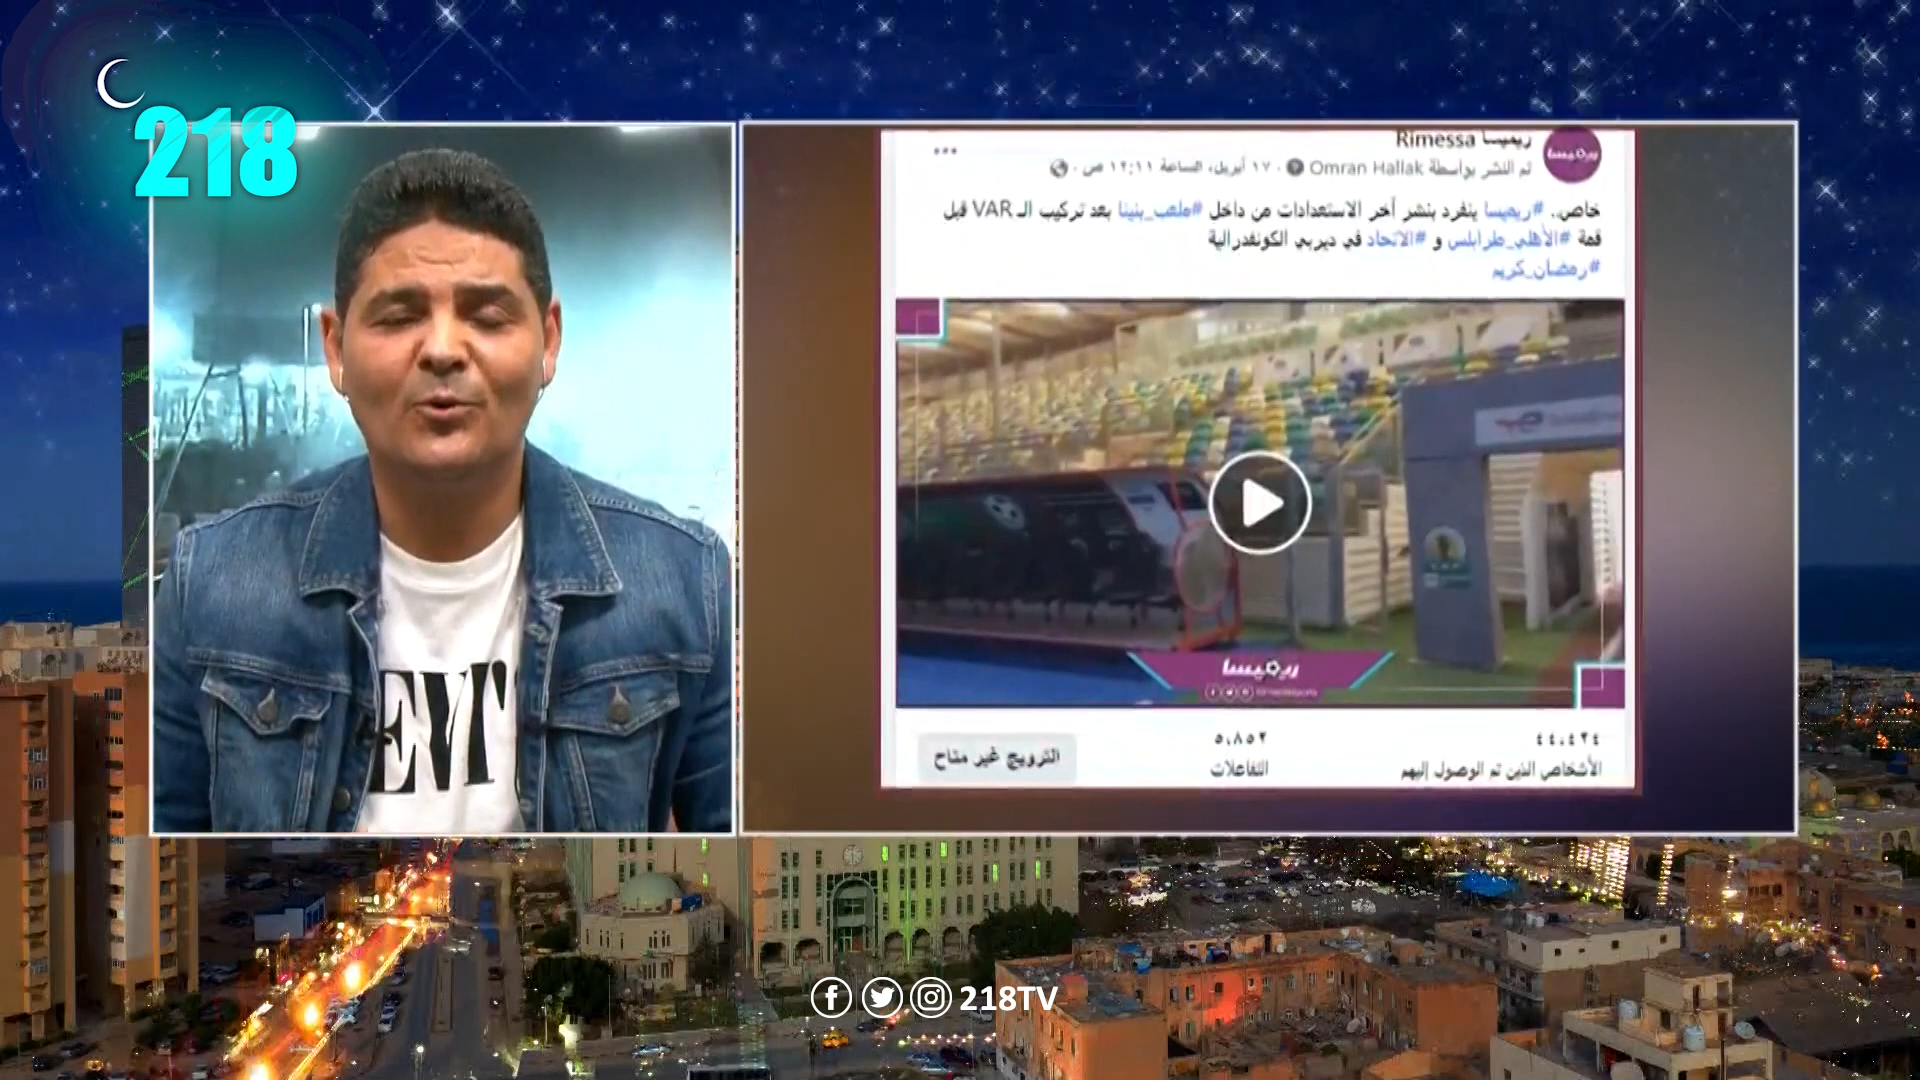 218
ريميسا Rimessa
تم النشر بواسطة Omran Hallak · ١٧ أبريل، الساعة ١٢:١١ ص ·
خاص.. #ريميسا ينفرد بنشر آخر الاستعدادات من داخل #ملعب_بنينا بعد تركيب الـ VAR قبل
قمة #الأهلي_طرابلس و #الاتحاد في ديربي الكونفدرالية
#رمضان_كريم
ريميسا
٤٤،٤٢٤
٥،٨٥٢
الأشخاص الذين تم الوصول إليهم
التفاعلات
الترويج غير متاح
218TV